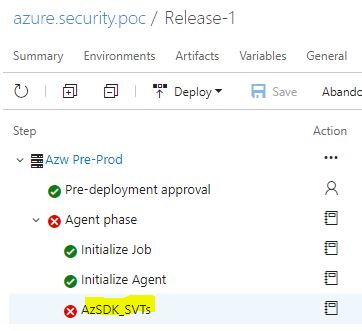 azure.security.poc / Release-1
Summary Environments Artifacts Variables General
Deploy Save Abando
Step Action
Azw Pre-Prod ...
Pre-deployment approval
Agent phase
Initialize Job
Initialize Agent
AzSDK_SVTs